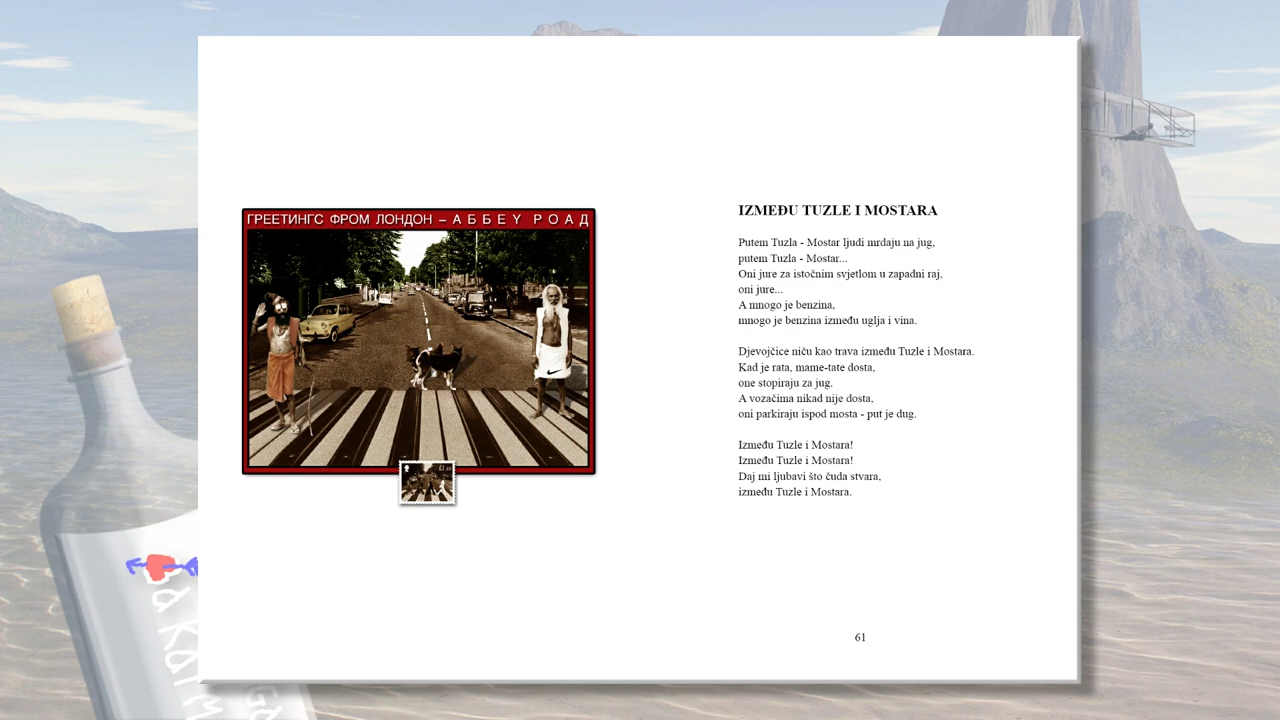 ГРЕЕТИНГС ФРОМ ЛОНДОН – А Б Б Е Y Р О А Д
£1.10
IZMEĐU TUZLE I MOSTARA
Putem Tuzla - Mostar ljudi mrdaju na jug,
putem Tuzla - Mostar...
Oni jure za istočnim svjetlom u zapadni raj,
oni jure...
A mnogo je benzina,
mnogo je benzina između uglja i vina.
Djevojčice niču kao trava između Tuzle i Mostara.
Kad je rata, mame-tate dosta,
one stopiraju za jug.
A vozačima nikad nije dosta,
oni parkiraju ispod mosta - put je dug.
Između Tuzle i Mostara!
Između Tuzle i Mostara!
Daj mi ljubavi što čuda stvara,
između Tuzle i Mostara.
61